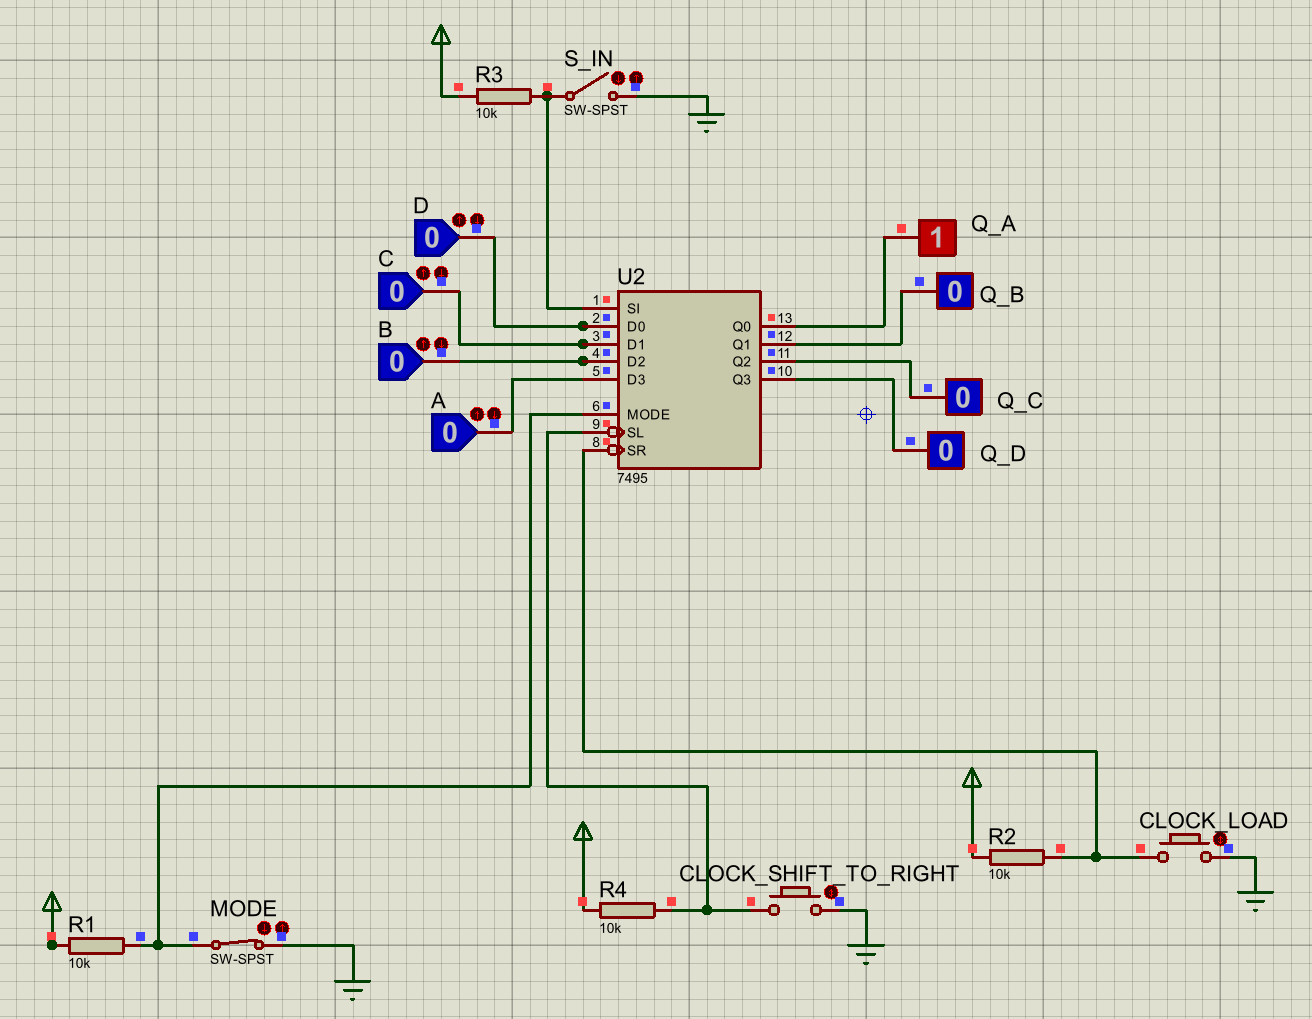 S_IN
R3
10k
SW-SPST
D
0
C
0
B
0
A
0
U2
1
2
3
4
5
6
9
8
SI
D0
D1
D2
D3
MODE
SL
SR
Q0
Q1
Q2
Q3
13
12
11
10
7495
1
Q_A
0
Q_B
0
Q_C
0
Q_D
R2
10k
CLOCK_LOAD
R4
10k
CLOCK_SHIFT_TO_RIGHT
R1
10k
MODE
SW-SPST